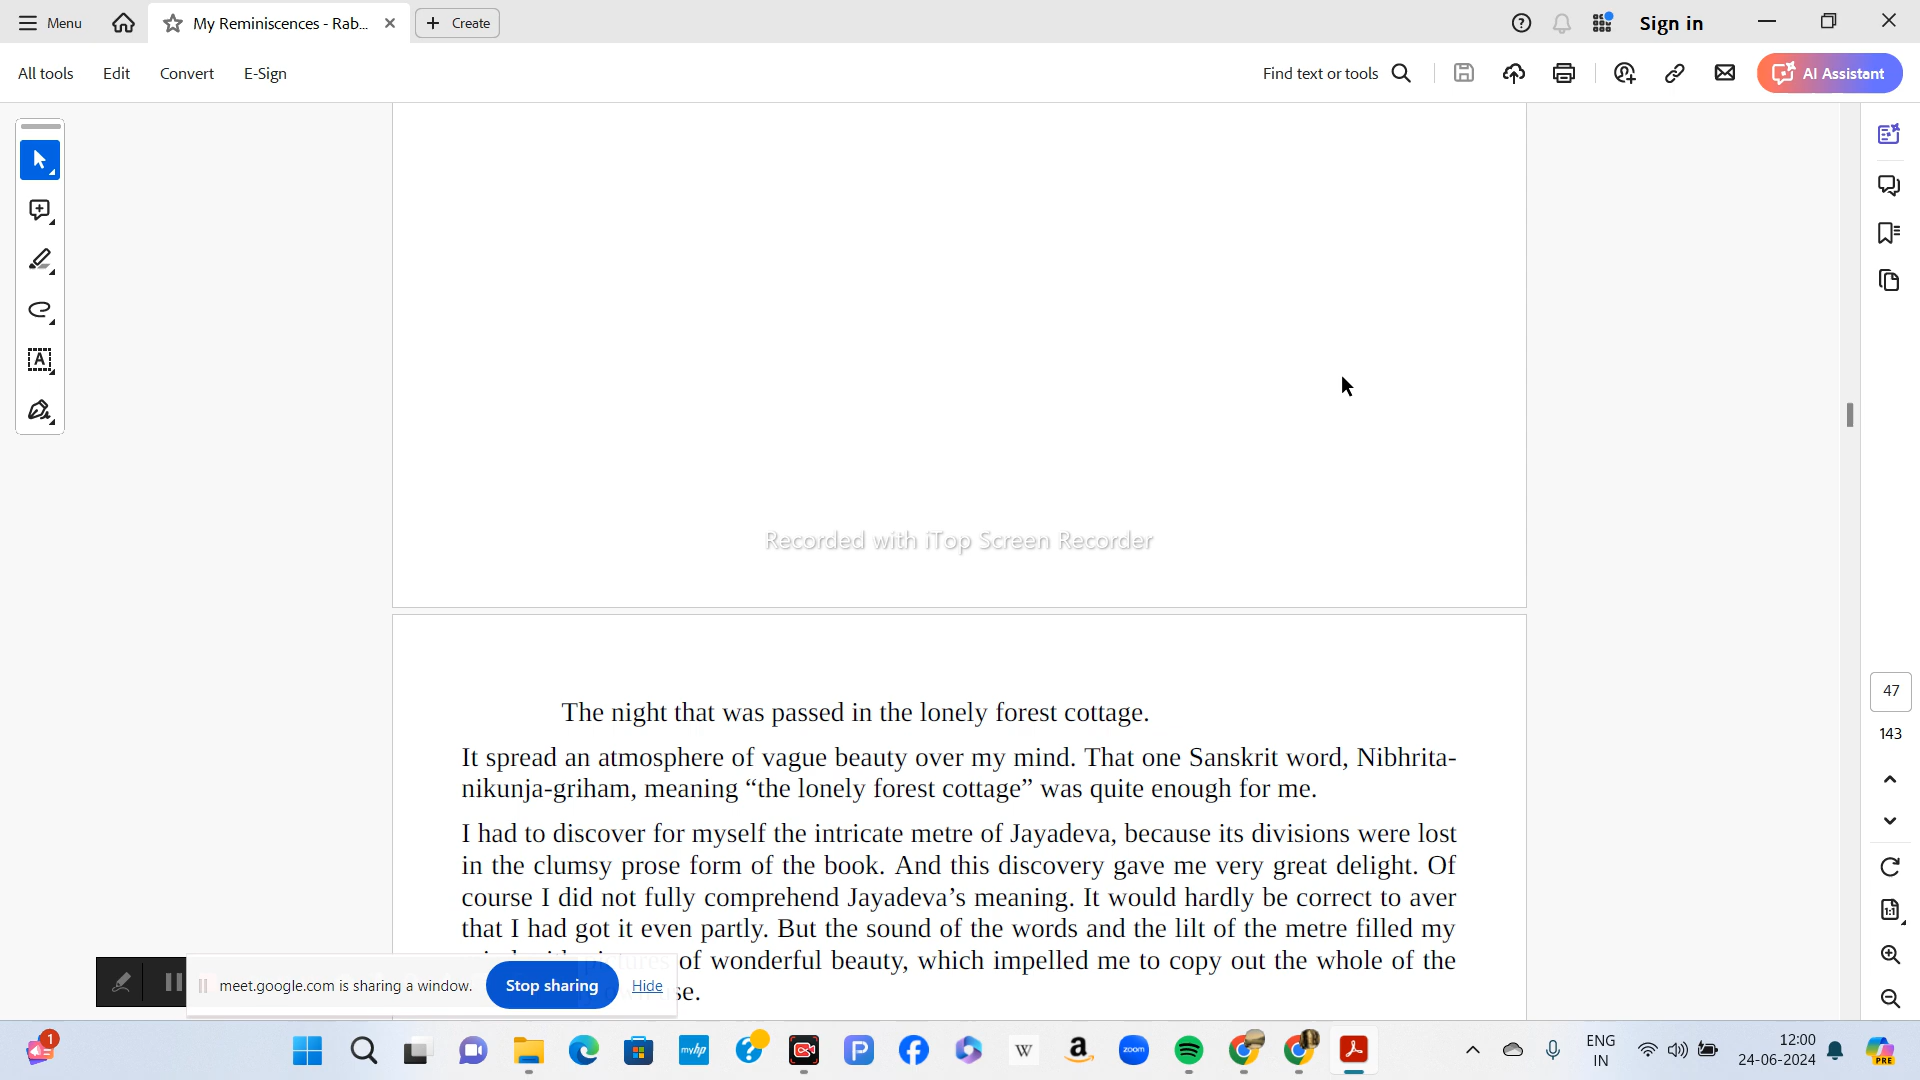 Menu
My Reminiscences - Rab...
Create
Sign in
All tools
Edit
Convert
E-Sign
Find text or tools
AI Assistant
Recorded with iTop Screen Recorder
The night that was passed in the lonely forest cottage.
It spread an atmosphere of vague beauty over my mind. That one Sanskrit word, Nibhrita-
nikunja-griham, meaning “the lonely forest cottage” was quite enough for me.
I had to discover for myself the intricate metre of Jayadeva, because its divisions were lost
in the clumsy prose form of the book. And this discovery gave me very great delight. Of
course I did not fully comprehend Jayadeva’s meaning. It would hardly be correct to aver
that I had got it even partly. But the sound of the words and the lilt of the metre filled my
of wonderful beauty, which impelled me to copy out the whole of the
se.
47
143
meet.google.com is sharing a window.
Stop sharing
Hide
1
myhp
W
a
zoom
ENG
IN
12:00
24-06-2024
PRE